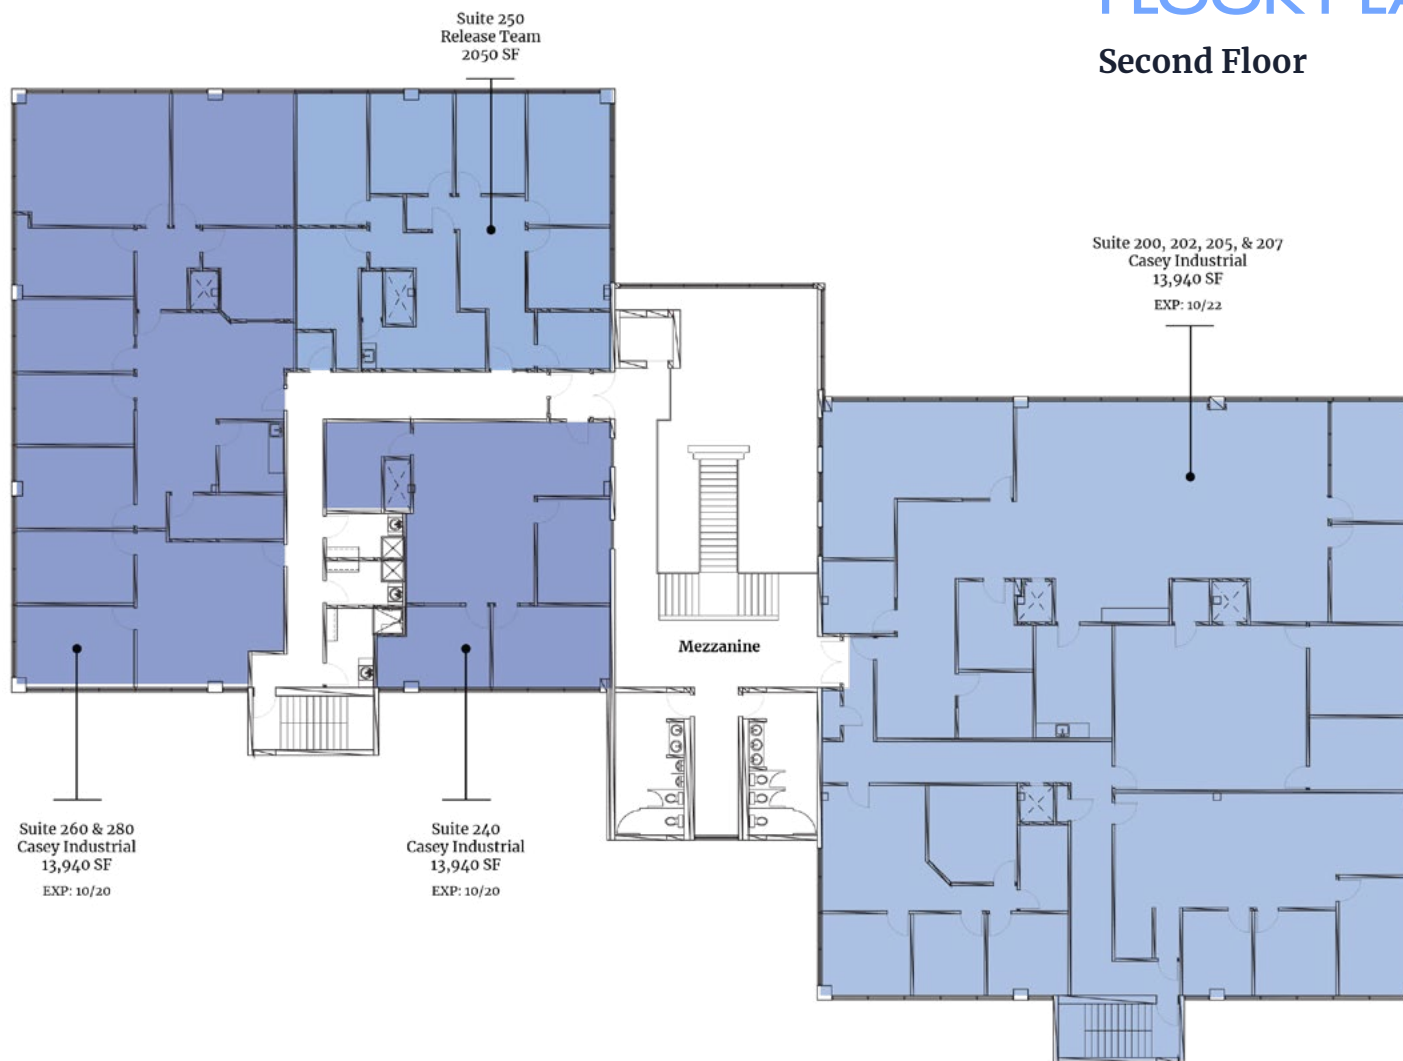 Second Floor
Suite 250
Release Team
2050 SF
Suite 200, 202, 205, & 207
Casey Industrial
13,940 SF
EXP: 10/22
Mezzanine
Suite 260 & 280
Casey Industrial
13,940 SF
EXP: 10/20
Suite 240
Casey Industrial
13,940 SF
EXP: 10/20